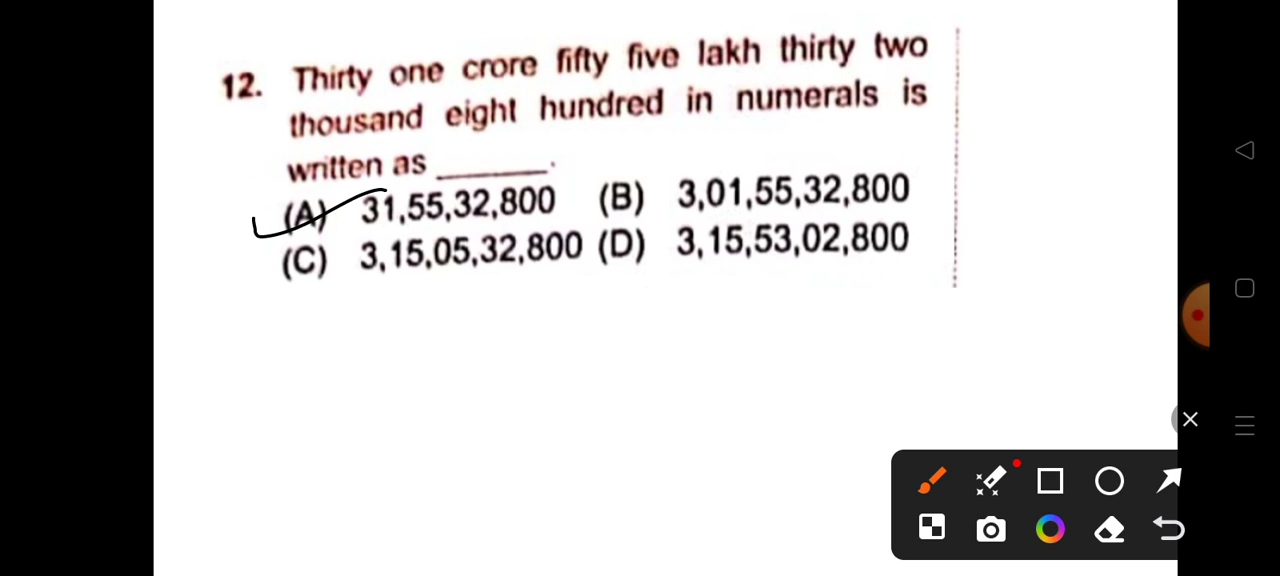 12. Thirty one crore fifty five lakh thirty two
thousand eight hundred in numerals is
written as ________.
(A) 31,55,32,800 (B) 3,01,55,32,800
(C) 3,15,05,32,800 (D) 3,15,53,02,800